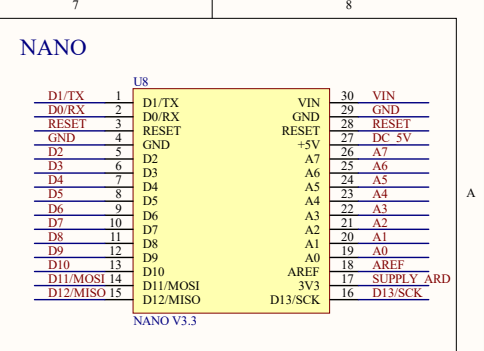 7 8
NANO
U8
D1/TX 1 D1/TX VIN 30 VIN
D0/RX 2 D0/RX GND 29 GND
RESET 3 RESET RESET 28 RESET
GND 4 GND +5V 27 DC_5V
D2 5 D2 A7 26 A7
D3 6 D3 A6 25 A6
D4 7 D4 A5 24 A5
D5 8 D5 A4 23 A4
D6 9 D6 A3 22 A3
D7 10 D7 A2 21 A2
D8 11 D8 A1 20 A1
D9 12 D9 A0 19 A0
D10 13 D10 AREF 18 AREF
D11/MOSI 14 D11/MOSI 3V3 17 SUPPLY_ARD
D12/MISO 15 D12/MISO D13/SCK 16 D13/SCK
NANO V3.3
A